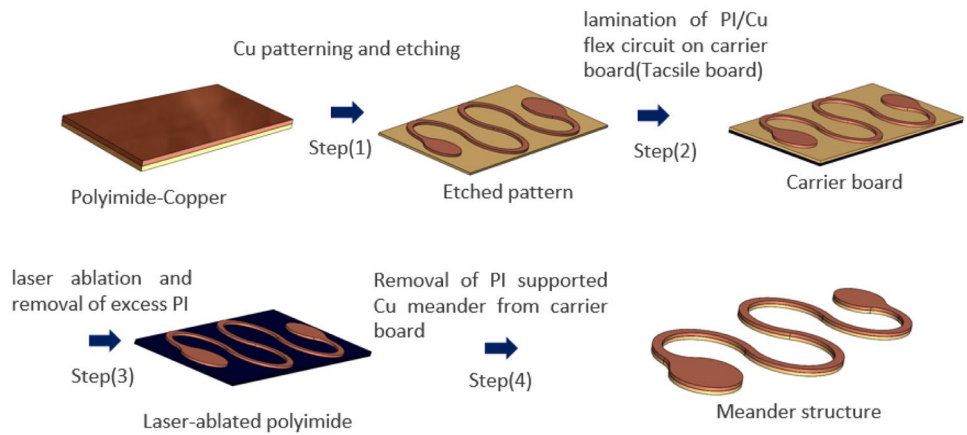 Cu patterning and etching
lamination of PI/Cu
flex circuit on carrier
board(Tacsile board)
Step(1)
Step(2)
Polyimide-Copper
Etched pattern
Carrier board
laser ablation and
removal of excess PI
Removal of PI supported
Cu meander from carrier
board
Step(3)
Step(4)
Laser-ablated polyimide
Meander structure